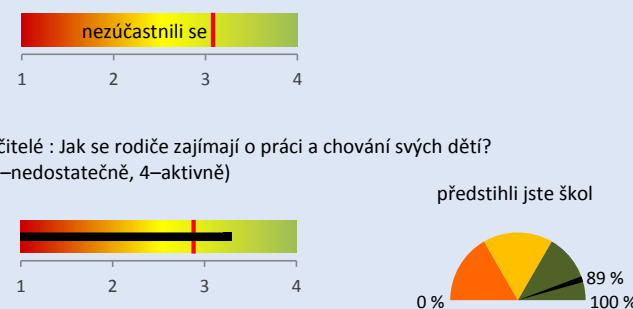 nezúčastnili se
1 2 3 4
čitelé : Jak se rodiče zajímají o práci a chování svých dětí?
–nedostatečně, 4–aktivně)
předstihli jste škol
1 2 3 4
89 %
0 % 100 %